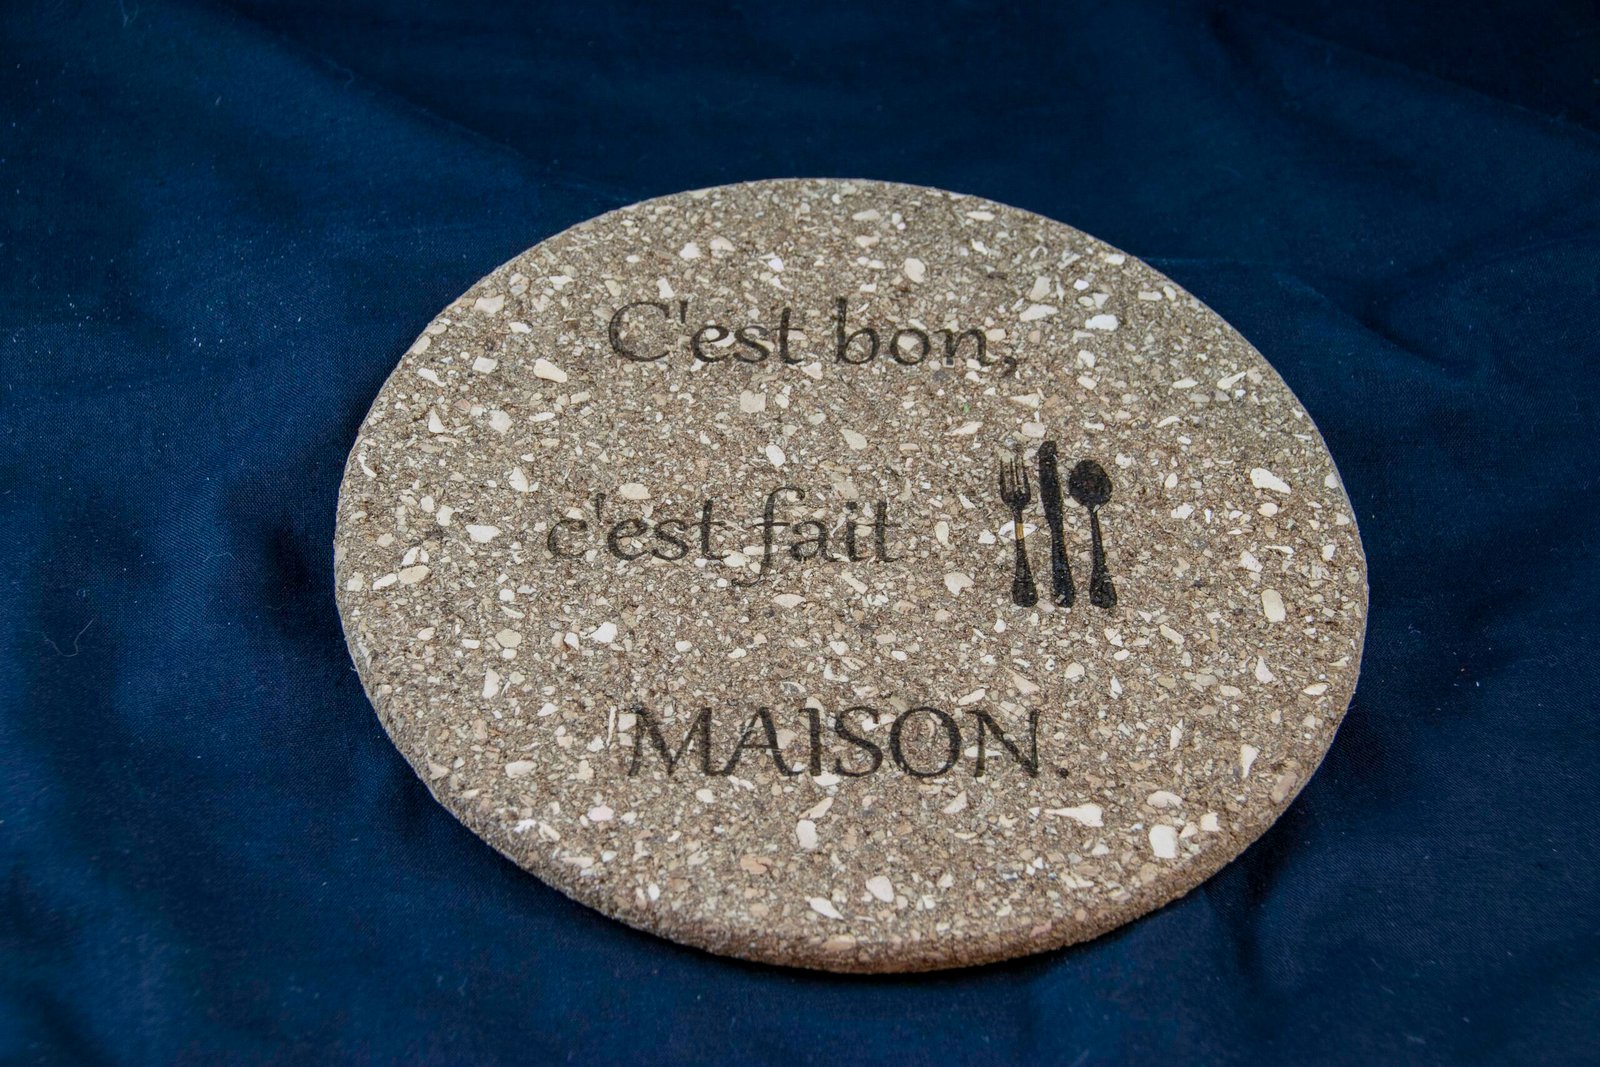 C'est bon,
c'est fait
MAISON.